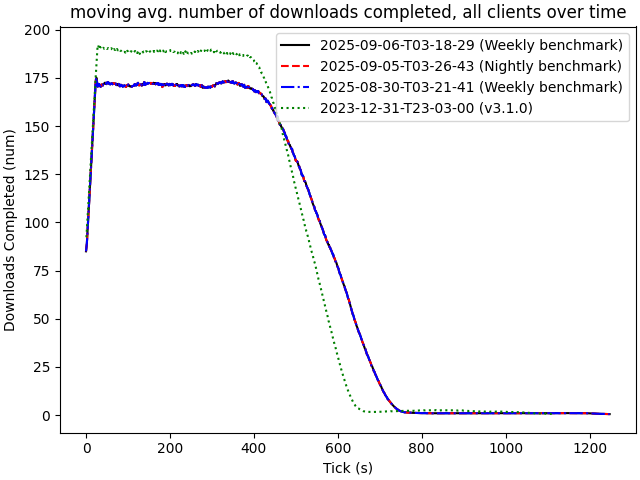 moving avg. number of downloads completed, all clients over time
2025-09-06-T03-18-29 (Weekly benchmark)
2025-09-05-T03-26-43 (Nightly benchmark)
2025-08-30-T03-21-41 (Weekly benchmark)
2023-12-31-T23-03-00 (v3.1.0)
Downloads Completed (num)
200
175
150
125
100
75
50
25
0
0 200 400 600 800 1000 1200
Tick (s)